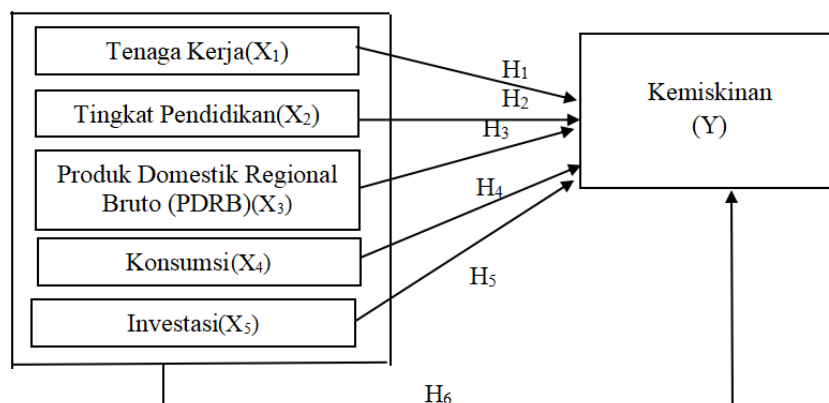 Tenaga Kerja(X₁)
Tingkat Pendidikan(X₂)
Produk Domestik Regional
Bruto (PDRB)(X₃)
Konsumsi(X₄)
Investasi(X₅)
H₁
H₂
H₃
H₄
H₅
H₆
Kemiskinan
(Y)